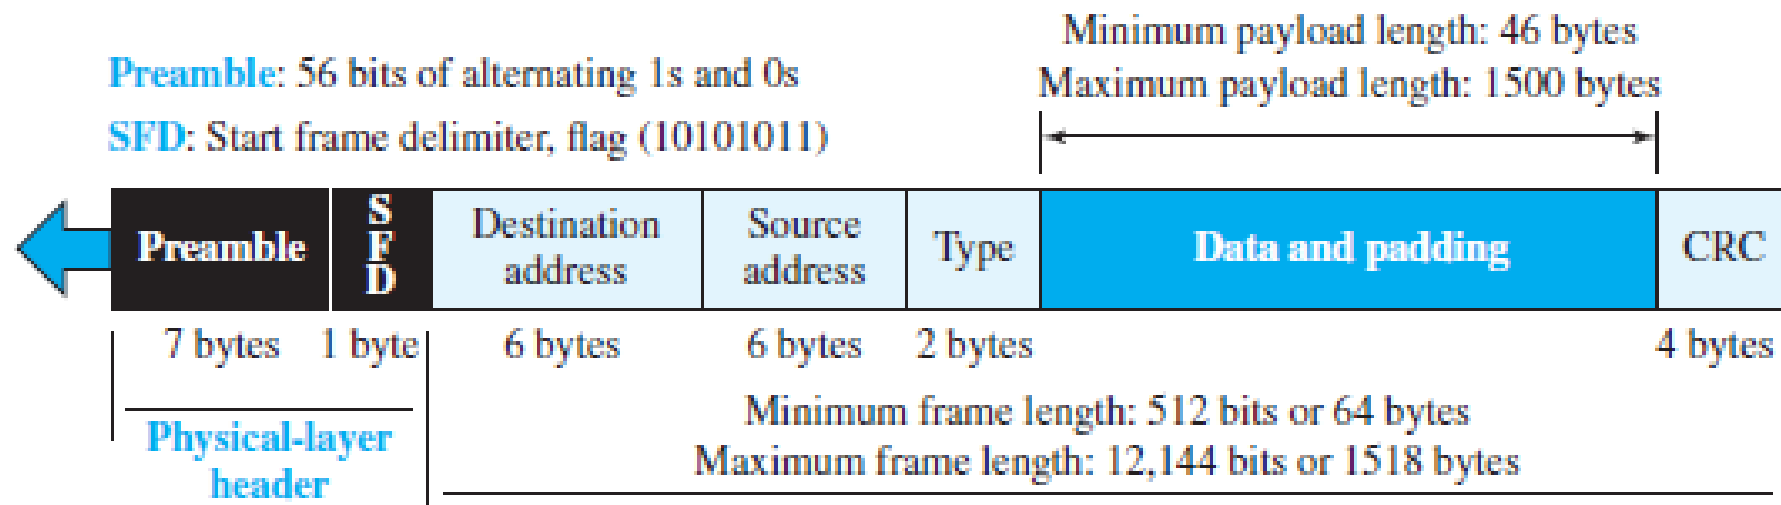 Minimum payload length: 46 bytes
Preamble: 56 bits of alternating 1s and 0s
Maximum payload length: 1500 bytes
SFD: Start frame delimiter, flag (10101011)
Preamble
SFD
Destination
address
Source
address
Type
Data and padding
CRC
7 bytes
1 byte
6 bytes
6 bytes
2 bytes
4 bytes
Physical-layer
header
Minimum frame length: 512 bits or 64 bytes
Maximum frame length: 12,144 bits or 1518 bytes